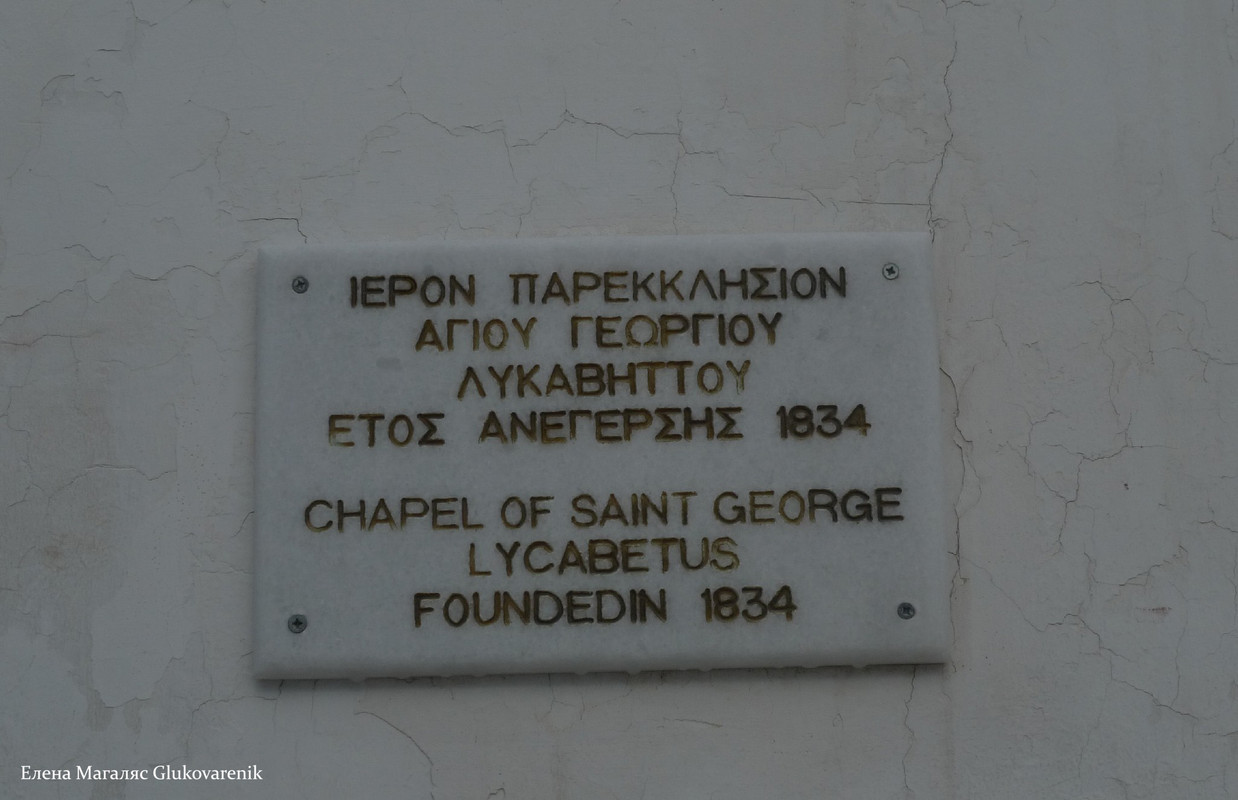 ΙΕΡΟΝ ΠΑΡΕΚΚΛΗΣΙΟΝ
ΑΓΙΟΥ ΓΕΩΡΓΙΟΥ
ΛΥΚΑΒΗΤΤΟΥ
ΕΤΟΣ ΑΝΕΓΕΡΣΗΣ 1834
CHAPEL OF SAINT GEORGE
LYCABETUS
FOUNDEDIN 1834
Елена Магаляс Glukovarenik